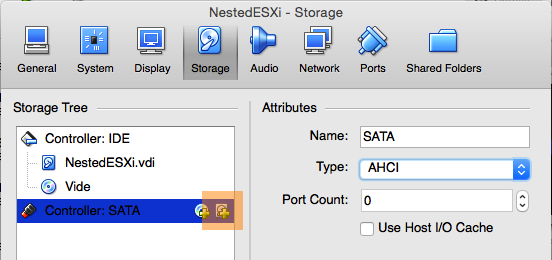 NestedESXi - Storage
General System Display Storage Audio Network Ports Shared Folders
Storage Tree
Controller: IDE
NestedESXi.vdi
Vide
Controller: SATA
Attributes
Name: SATA
Type: AHCI
Port Count: 0
Use Host I/O Cache